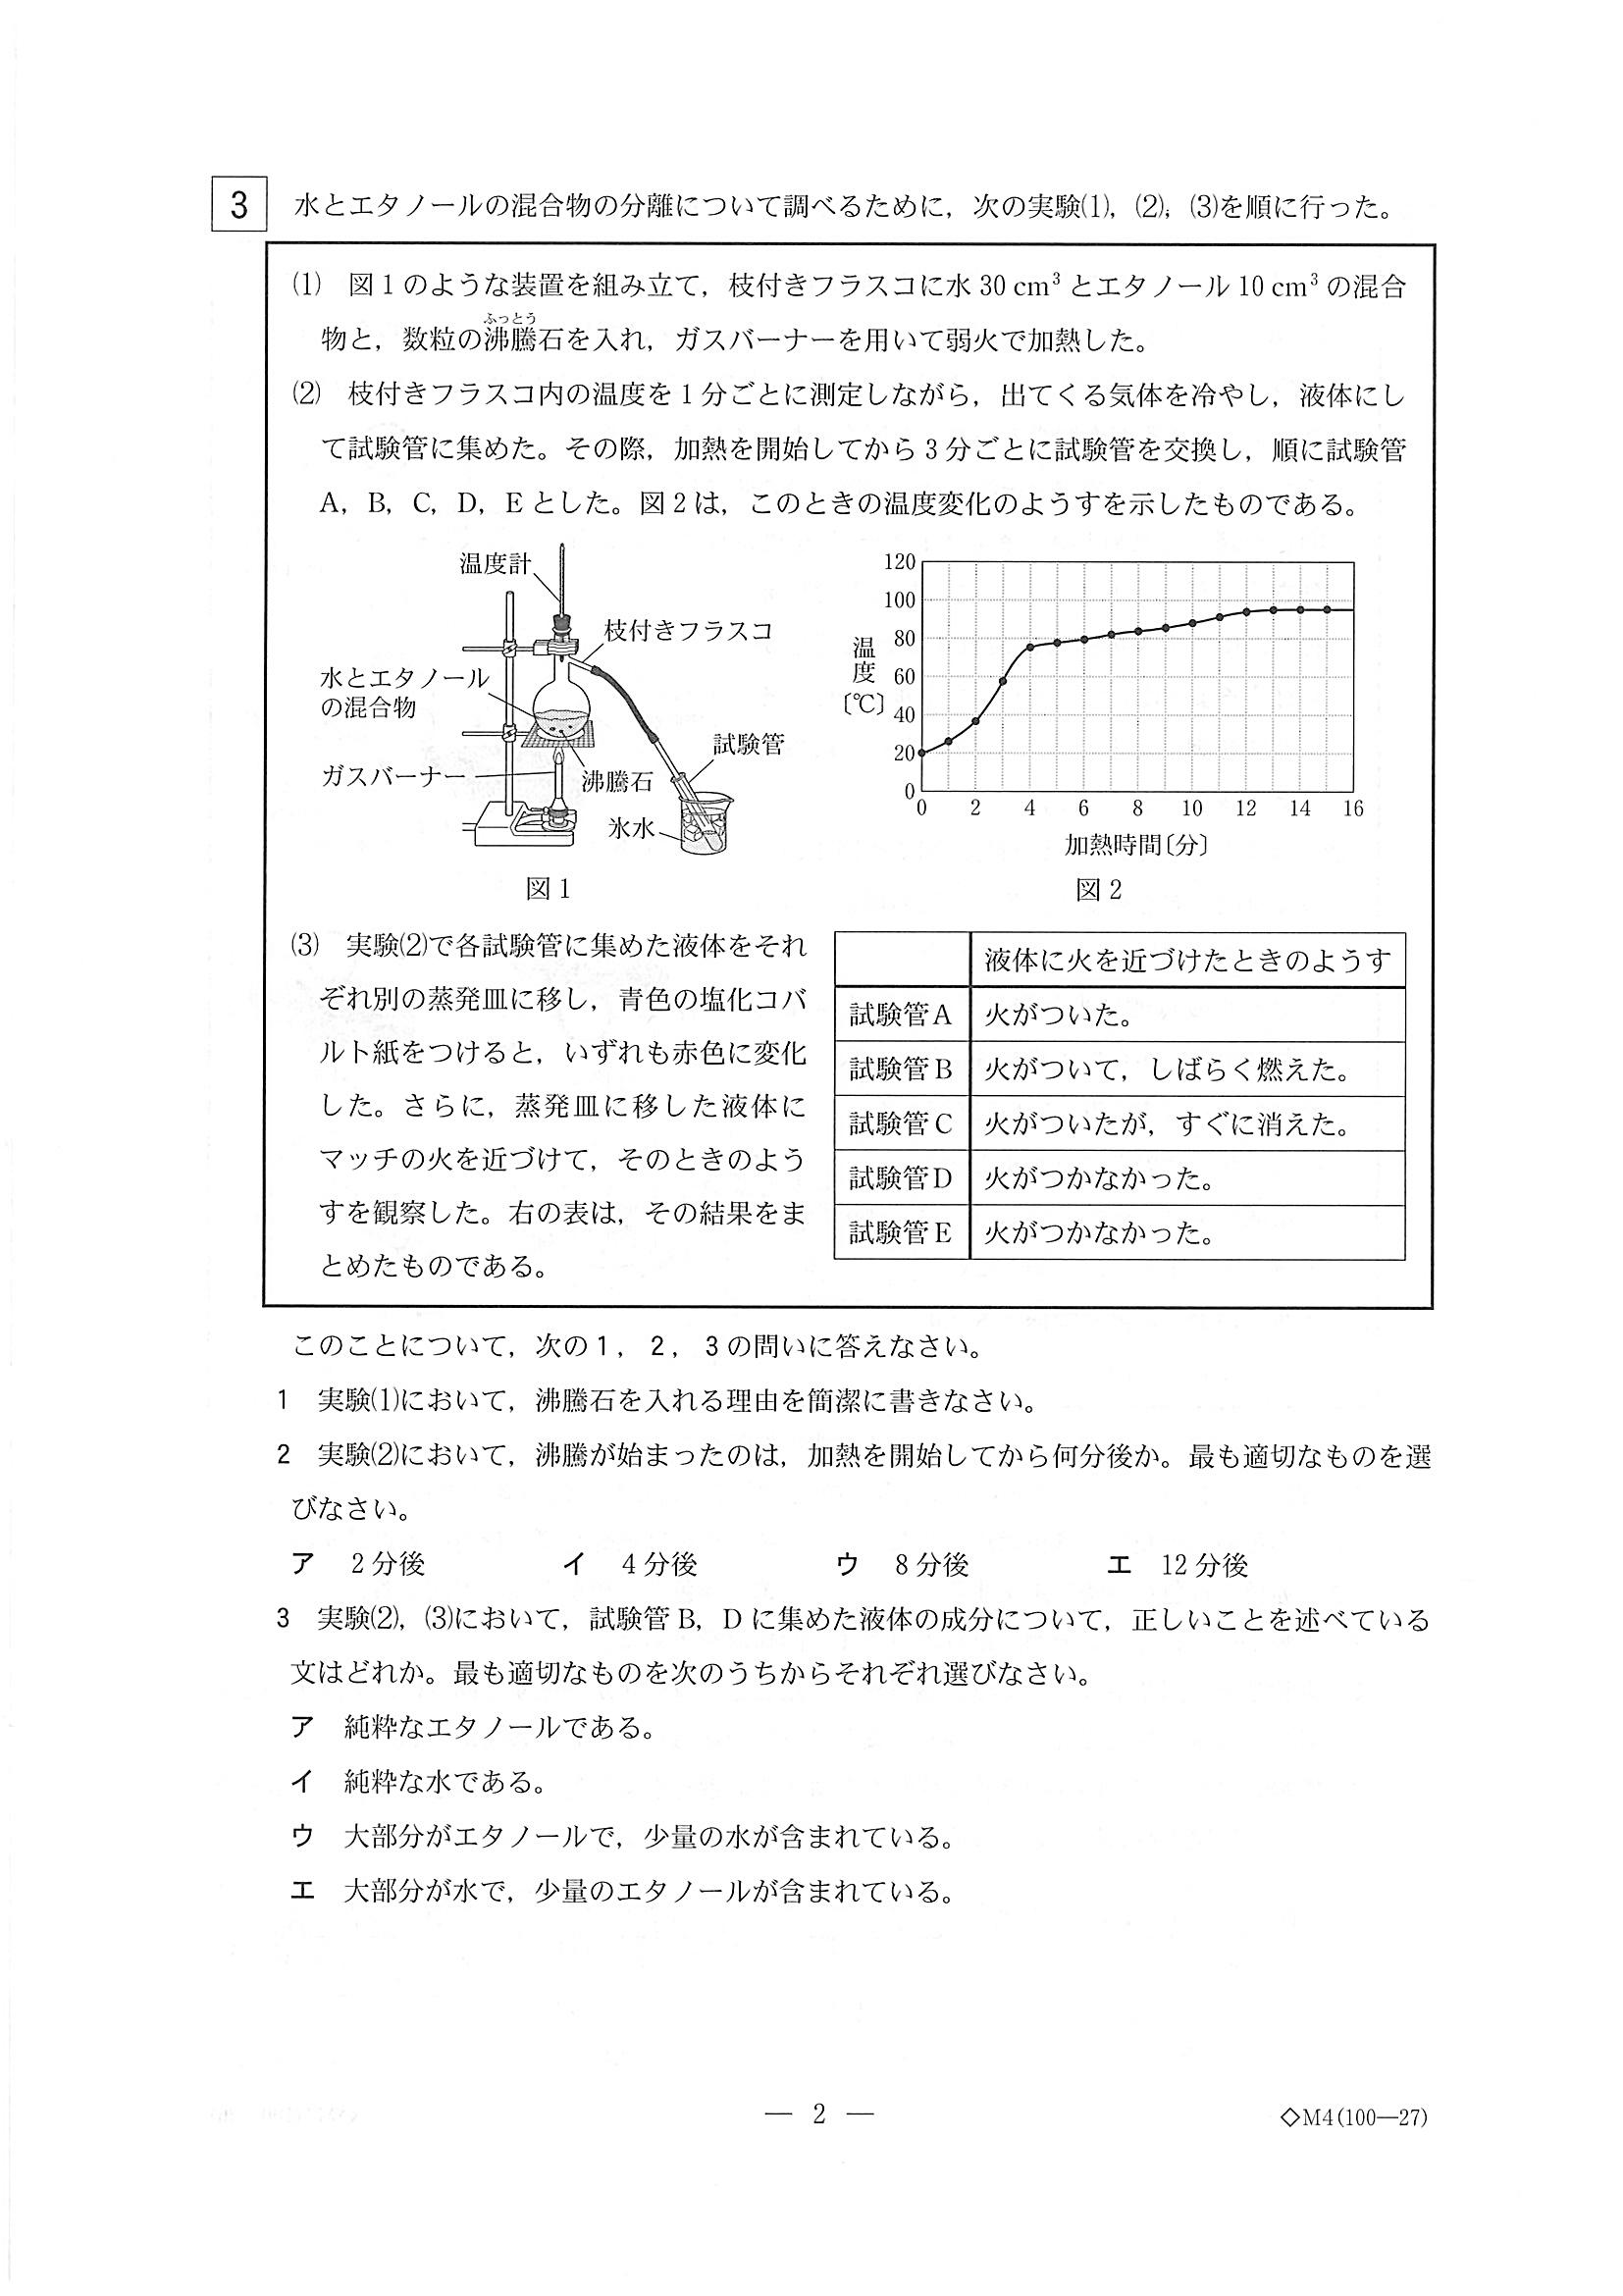 3 水とエタノールの混合物の分離について調べるために，次の実験⑴，⑵，⑶を順に行った。
⑴ 図1のような装置を組み立て，枝付きフラスコに水30 cm³とエタノール10 cm³の混合
ふっとう
物と，数粒の沸騰石を入れ，ガスバーナーを用いて弱火で加熱した。
⑵ 枝付きフラスコ内の温度を1分ごとに測定しながら，出てくる気体を冷やし，液体にし
て試験管に集めた。その際，加熱を開始してから3分ごとに試験管を交換し，順に試験管
A，B，C，D，Eとした。図2は，このときの温度変化のようすを示したものである。
温度計
枝付きフラスコ
水とエタノール
の混合物
試験管
ガスバーナー
沸騰石
氷水
図1
120
100
80
60
40
20
0
温度〔℃〕
0 2 4 6 8 10 12 14 16
加熱時間〔分〕
図2
⑶ 実験⑵で各試験管に集めた液体をそれ
ぞれ別の蒸発皿に移し，青色の塩化コバ
ルト紙をつけると，いずれも赤色に変化
した。さらに，蒸発皿に移した液体に
マッチの火を近づけて，そのときのよう
すを観察した。右の表は，その結果をま
とめたものである。
液体に火を近づけたときのようす
試験管A 火がついた。
試験管B 火がついて，しばらく燃えた。
試験管C 火がついたが，すぐに消えた。
試験管D 火がつかなかった。
試験管E 火がつかなかった。
このことについて，次の1，2，3の問いに答えなさい。
1 実験⑴において，沸騰石を入れる理由を簡潔に書きなさい。
2 実験⑵において，沸騰が始まったのは，加熱を開始してから何分後か。最も適切なものを選
びなさい。
ア 2分後 イ 4分後 ウ 8分後 エ 12分後
3 実験⑵，⑶において，試験管B，Dに集めた液体の成分について，正しいことを述べている
文はどれか。最も適切なものを次のうちからそれぞれ選びなさい。
ア 純粋なエタノールである。
イ 純粋な水である。
ウ 大部分がエタノールで，少量の水が含まれている。
エ 大部分が水で，少量のエタノールが含まれている。
— 2 —
◇M4(100—27)